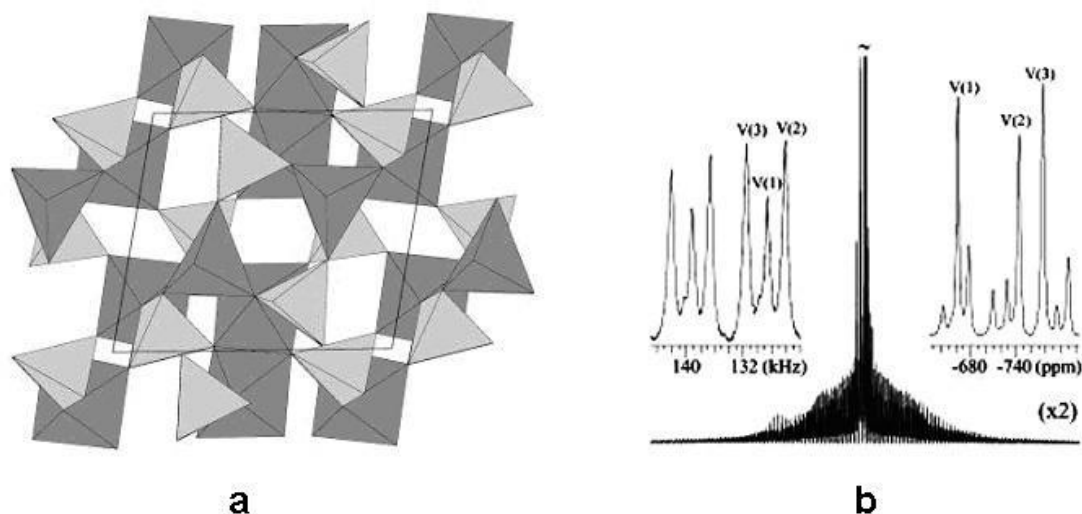 V(3)
V(2)
V(1)
140
132 (kHz)
V(1)
V(2)
V(3)
-680
-740 (ppm)
~
(x2)
a
b